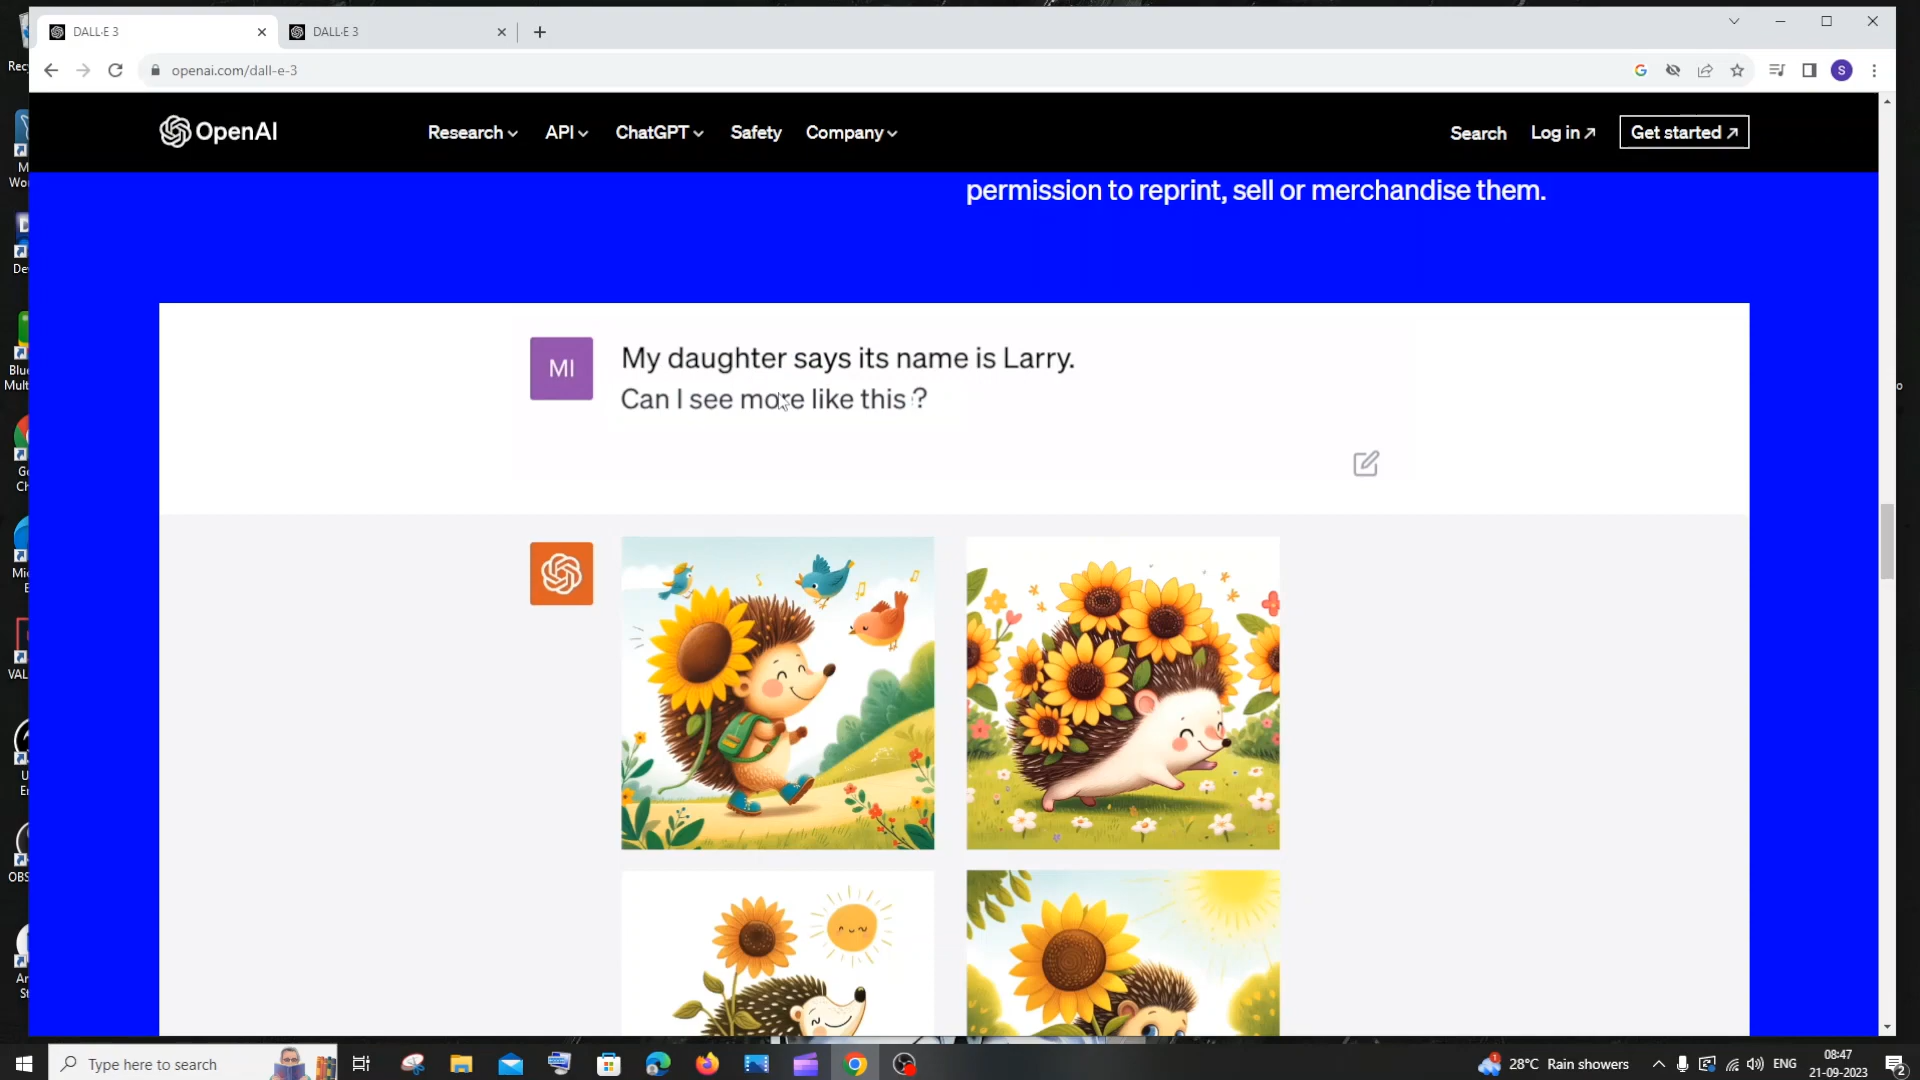 DALL·E 3
DALL·E 3
openai.com/dall-e-3
S
OpenAI
Research
API
ChatGPT
Safety
Company
Search
Log in ↗
Get started ↗
permission to reprint, sell or merchandise them.
MI
My daughter says its name is Larry.
Can I see more like this ?
Type here to search
28°C Rain showers
ENG
08:47
21-09-2023
2